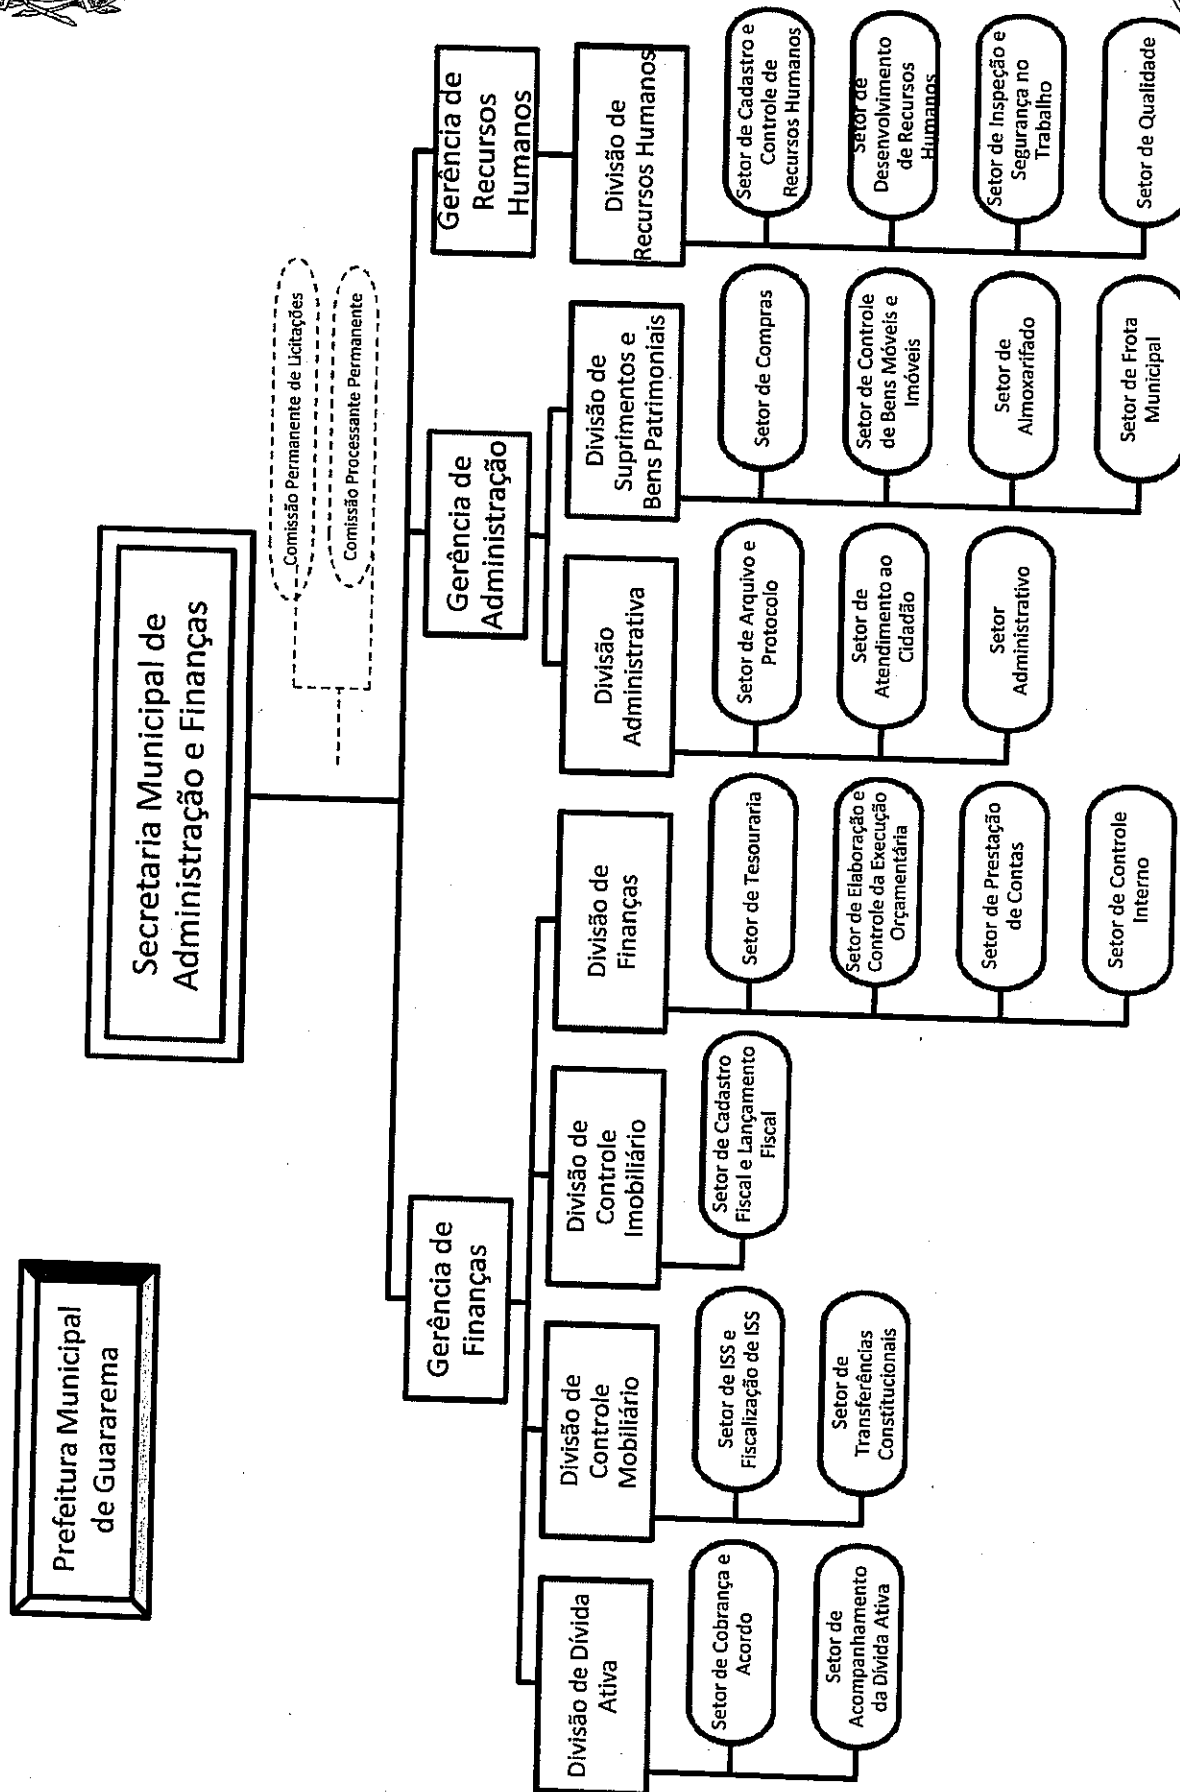 Prefeitura Municipal
de Guararema
Secretaria Municipal de
Administração e Finanças
Comissão Permanente de Licitações
Comissão Processante Permanente
Gerência de
Finanças
Gerência de
Administração
Gerência de
Recursos
Humanos
Divisão de Dívida
Ativa
Setor de Cobrança e
Acordo
Setor de
Acompanhamento
da Dívida Ativa
Divisão de
Controle
Mobiliário
Setor de ISS e
Fiscalização de ISS
Setor de
Transferências
Constitucionais
Divisão de
Controle
Imobiliário
Setor de Cadastro
Fiscal e Lançamento
Fiscal
Divisão de
Finanças
Setor de Tesouraria
Setor de Elaboração e
Controle da Execução
Orçamentária
Setor de Prestação
de Contas
Setor de Controle
Interno
Divisão
Administrativa
Setor de Arquivo e
Protocolo
Setor de
Atendimento ao
Cidadão
Setor
Administrativo
Divisão de
Suprimentos e
Bens Patrimoniais
Setor de Compras
Setor de Controle
de Bens Móveis e
Imóveis
Setor de
Almoxarifado
Setor de Frota
Municipal
Divisão de
Recursos Humanos
Setor de Cadastro e
Controle de
Recursos Humanos
Setor de
Desenvolvimento
de Recursos
Humanos
Setor de Inspeção e
Segurança no
Trabalho
Setor de Qualidade